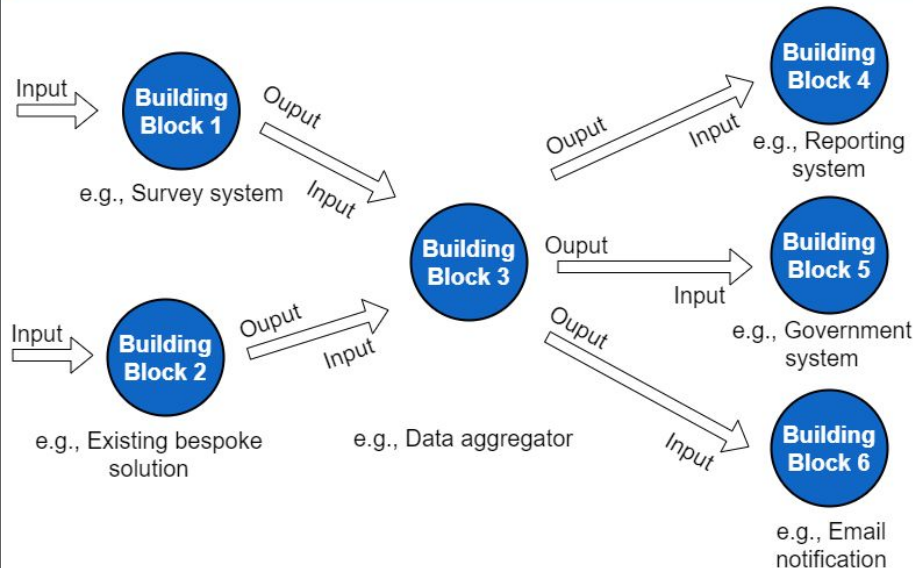 Input
Building
Block 1
e.g., Survey system
Ouput
Input
Input
Building
Block 2
e.g., Existing bespoke
solution
Ouput
Input
Building
Block 3
e.g., Data aggregator
Ouput
Input
Building
Block 4
e.g., Reporting
system
Ouput
Input
Building
Block 5
e.g., Government
system
Ouput
Input
Building
Block 6
e.g., Email
notification